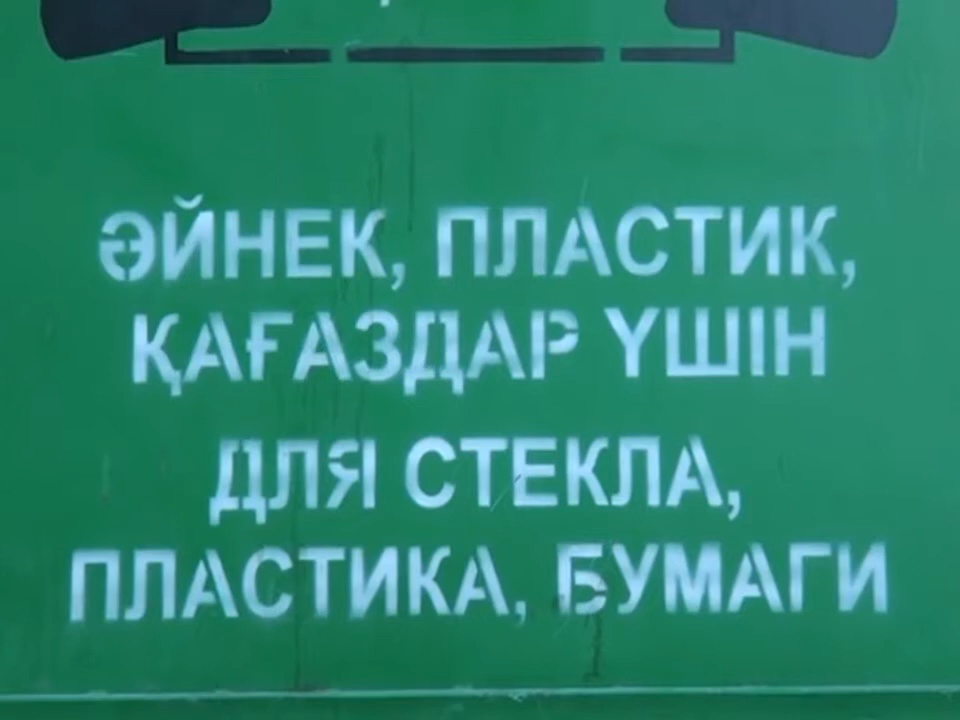 ӘЙНЕК, ПЛАСТИК,
ҚАҒАЗДАР ҮШІН
ДЛЯ СТЕКЛА,
ПЛАСТИКА, БУМАГИ